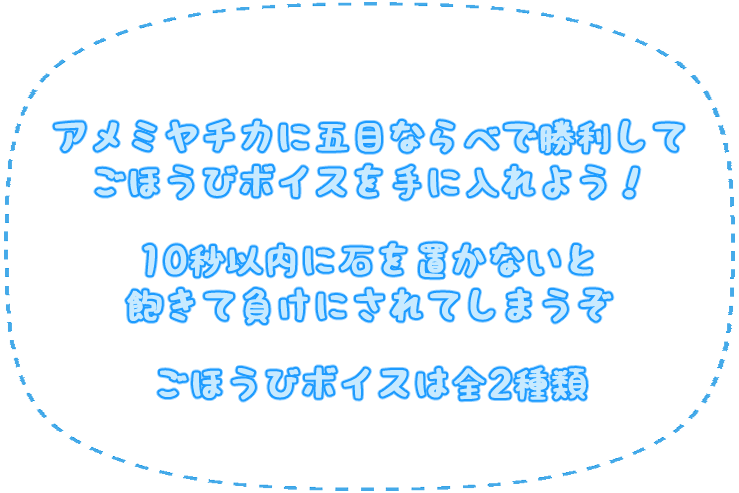 アメミヤチカに五目ならべで勝利して
ごほうびボイスを手に入れよう！
10秒以内に石を置かないと
飽きて負けにされてしまうぞ
ごほうびボイスは全2種類